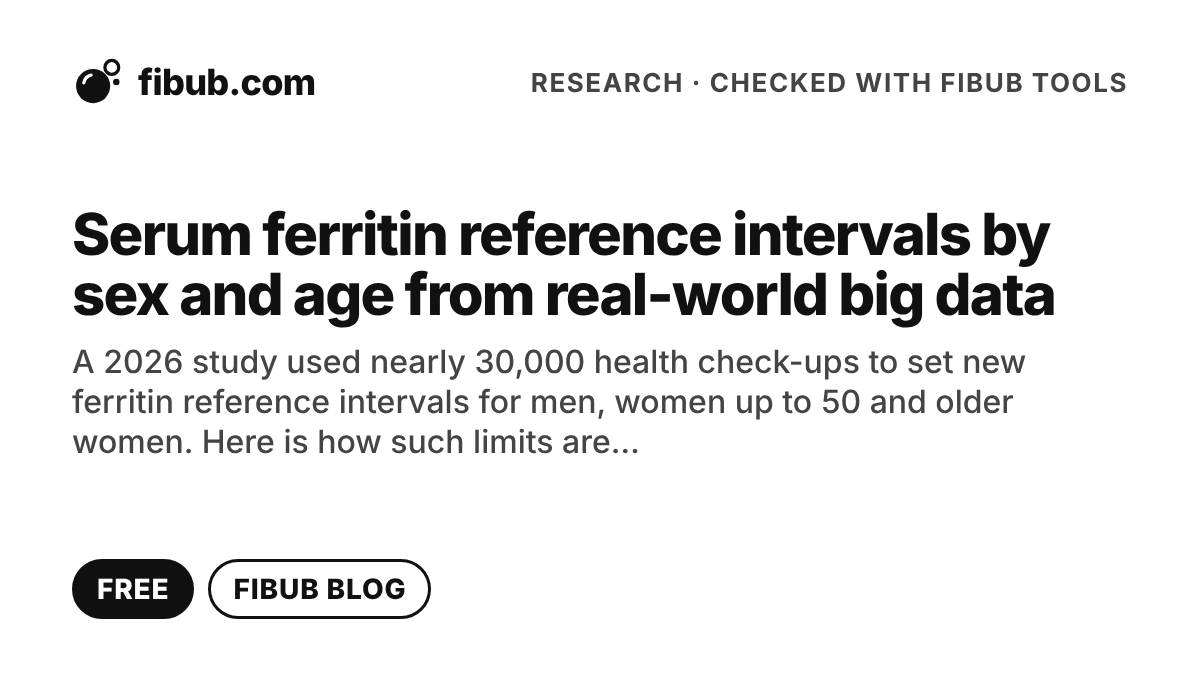 fibub.com
RESEARCH · CHECKED WITH FIBUB TOOLS
Serum ferritin reference intervals by
sex and age from real-world big data
A 2026 study used nearly 30,000 health check-ups to set new
ferritin reference intervals for men, women up to 50 and older
women. Here is how such limits are...
FREE
FIBUB BLOG